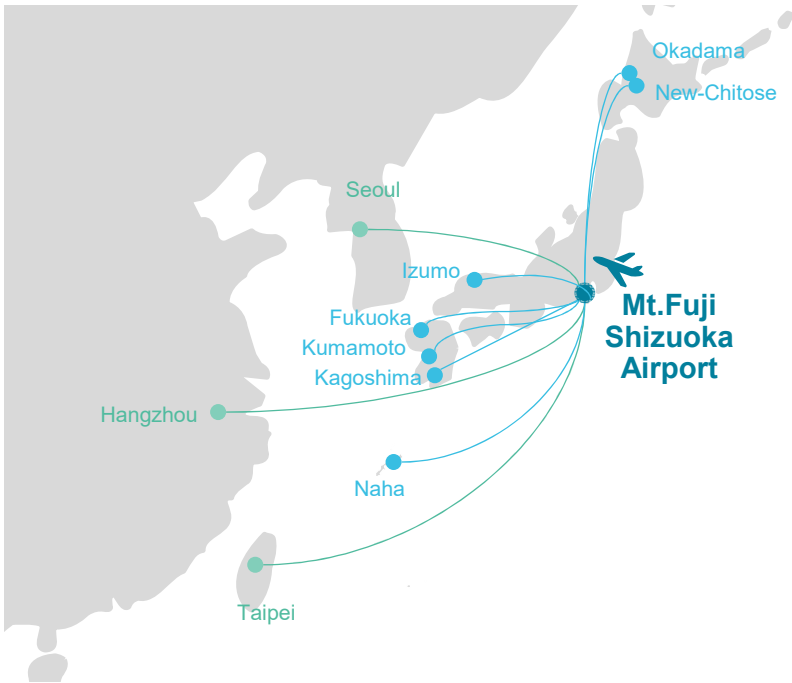 Okadama
New-Chitose
Seoul
Izumo
Mt.Fuji
Shizuoka
Airport
Fukuoka
Kumamoto
Kagoshima
Hangzhou
Naha
Taipei